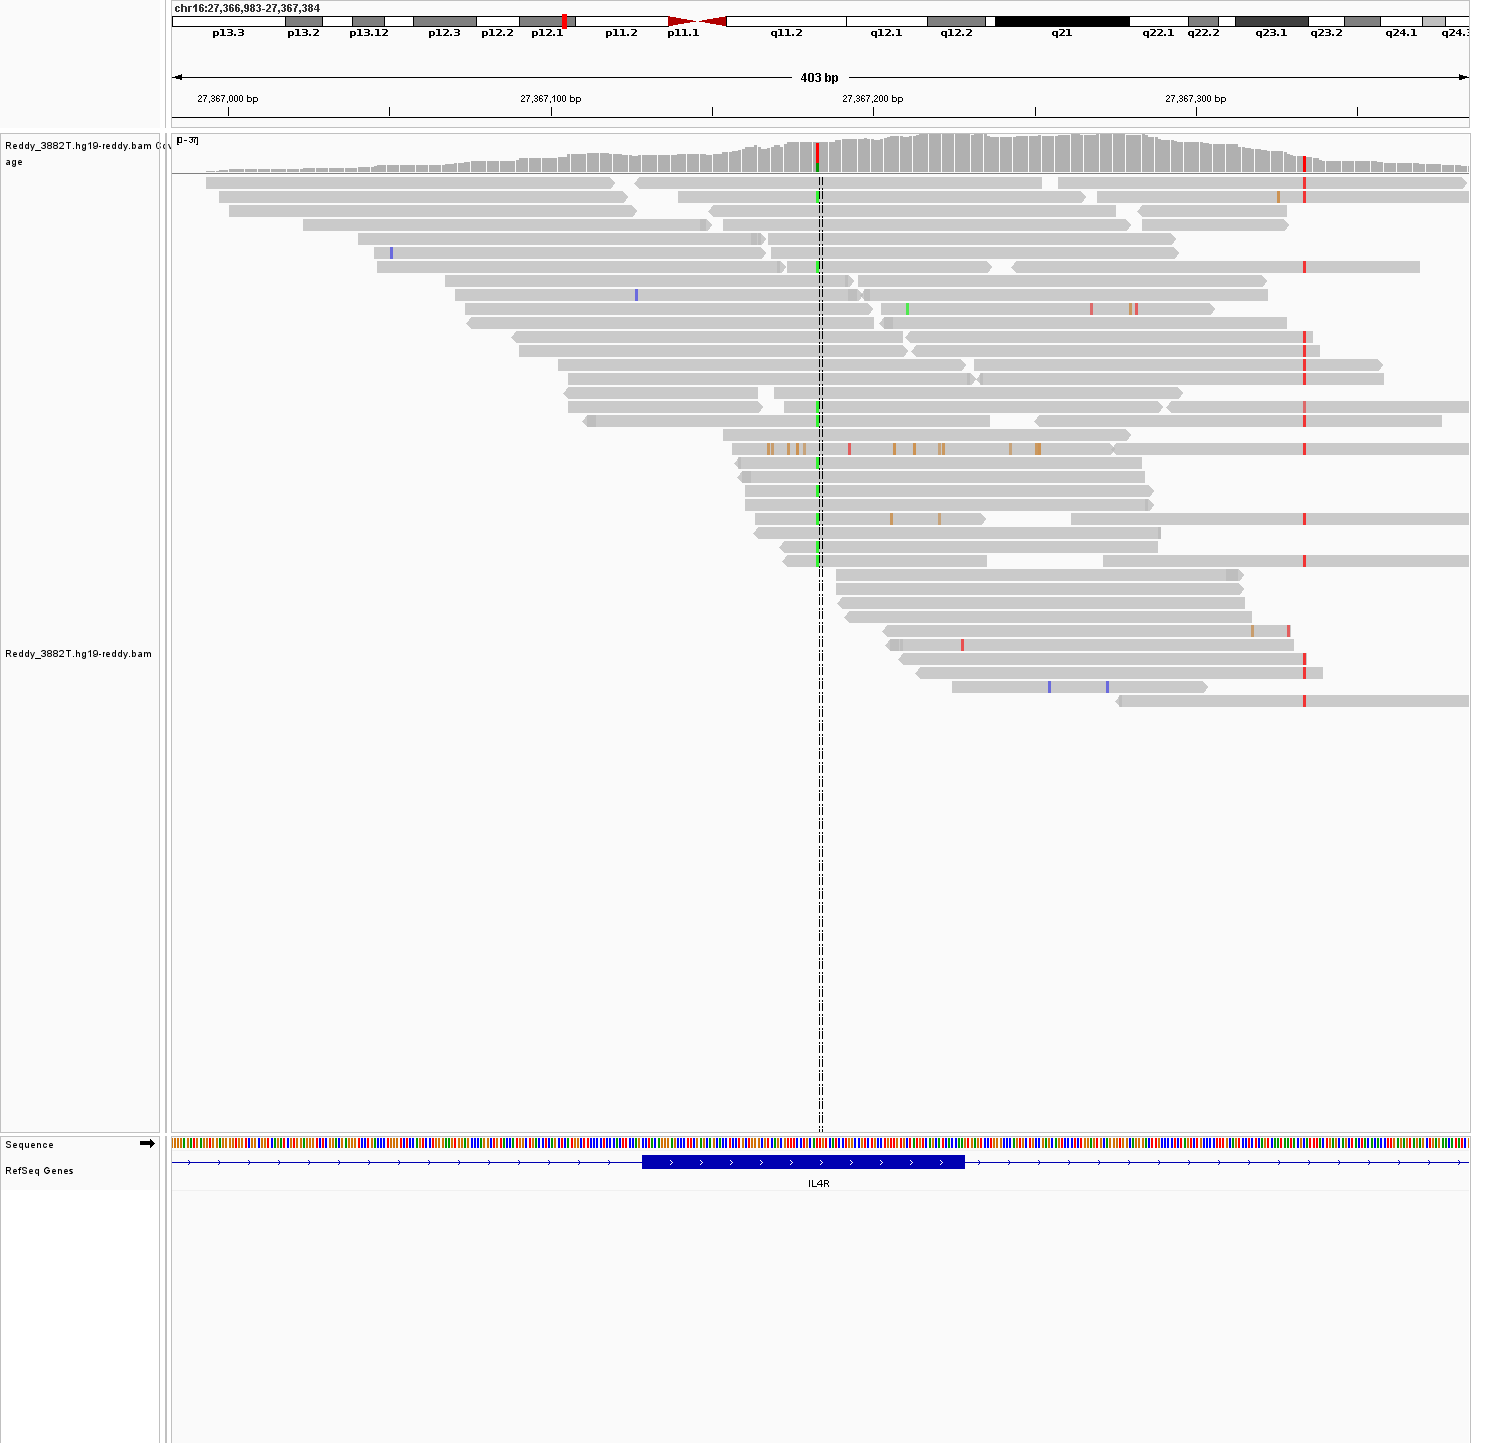 chr16:27,366,983-27,367,384
p13.3 p13.2 p13.12 p12.3 p12.2 p12.1 p11.2 p11.1 q11.2 q12.1 q12.2 q21 q22.1 q22.2 q23.1 q23.2 q24.1
403 bp
27,367,000 bp 27,367,100 bp 27,367,200 bp 27,367,300 bp
[0 - 37]
Reddy_3882T.hg19-reddy.bam Cov
age
Reddy_3882T.hg19-reddy.bam
Sequence
RefSeq Genes
IL4R